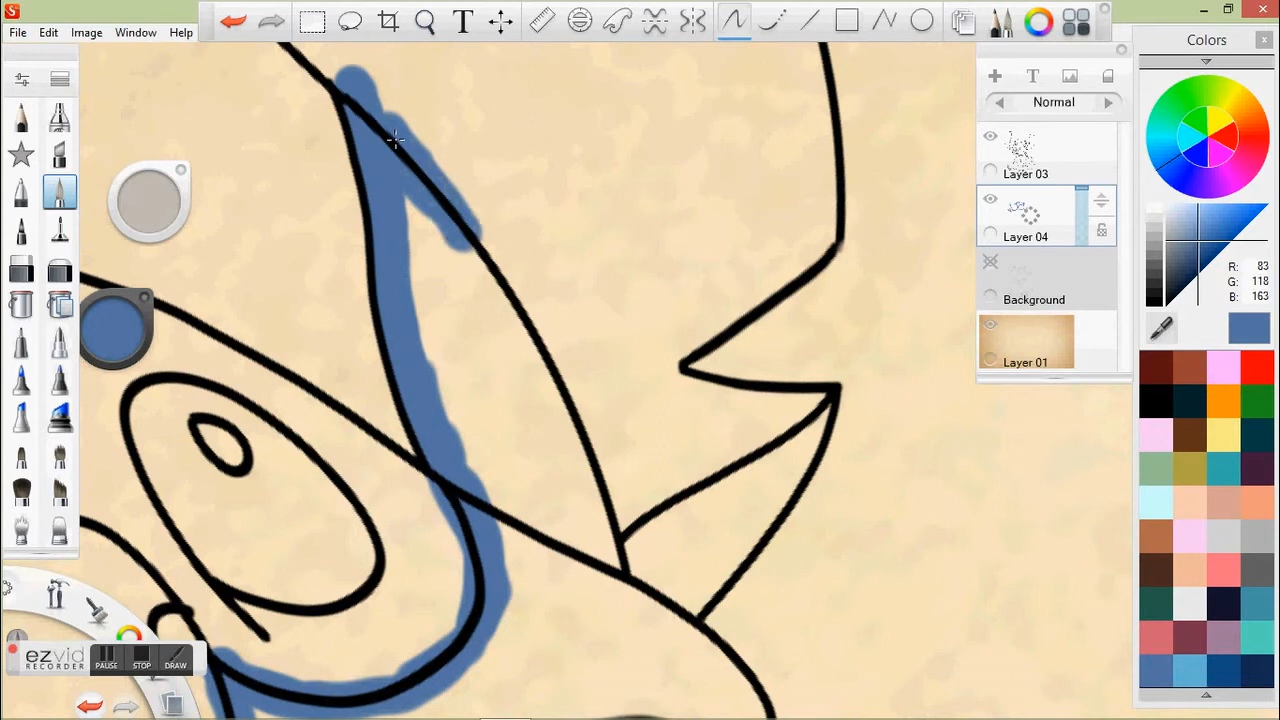 File Edit Image Window Help
T
Colors
T
Normal
Layer 03
Layer 04
R: 83
G: 118
B: 163
Background
Layer 01
ezvid
RECORDER
PAUSE STOP DRAW